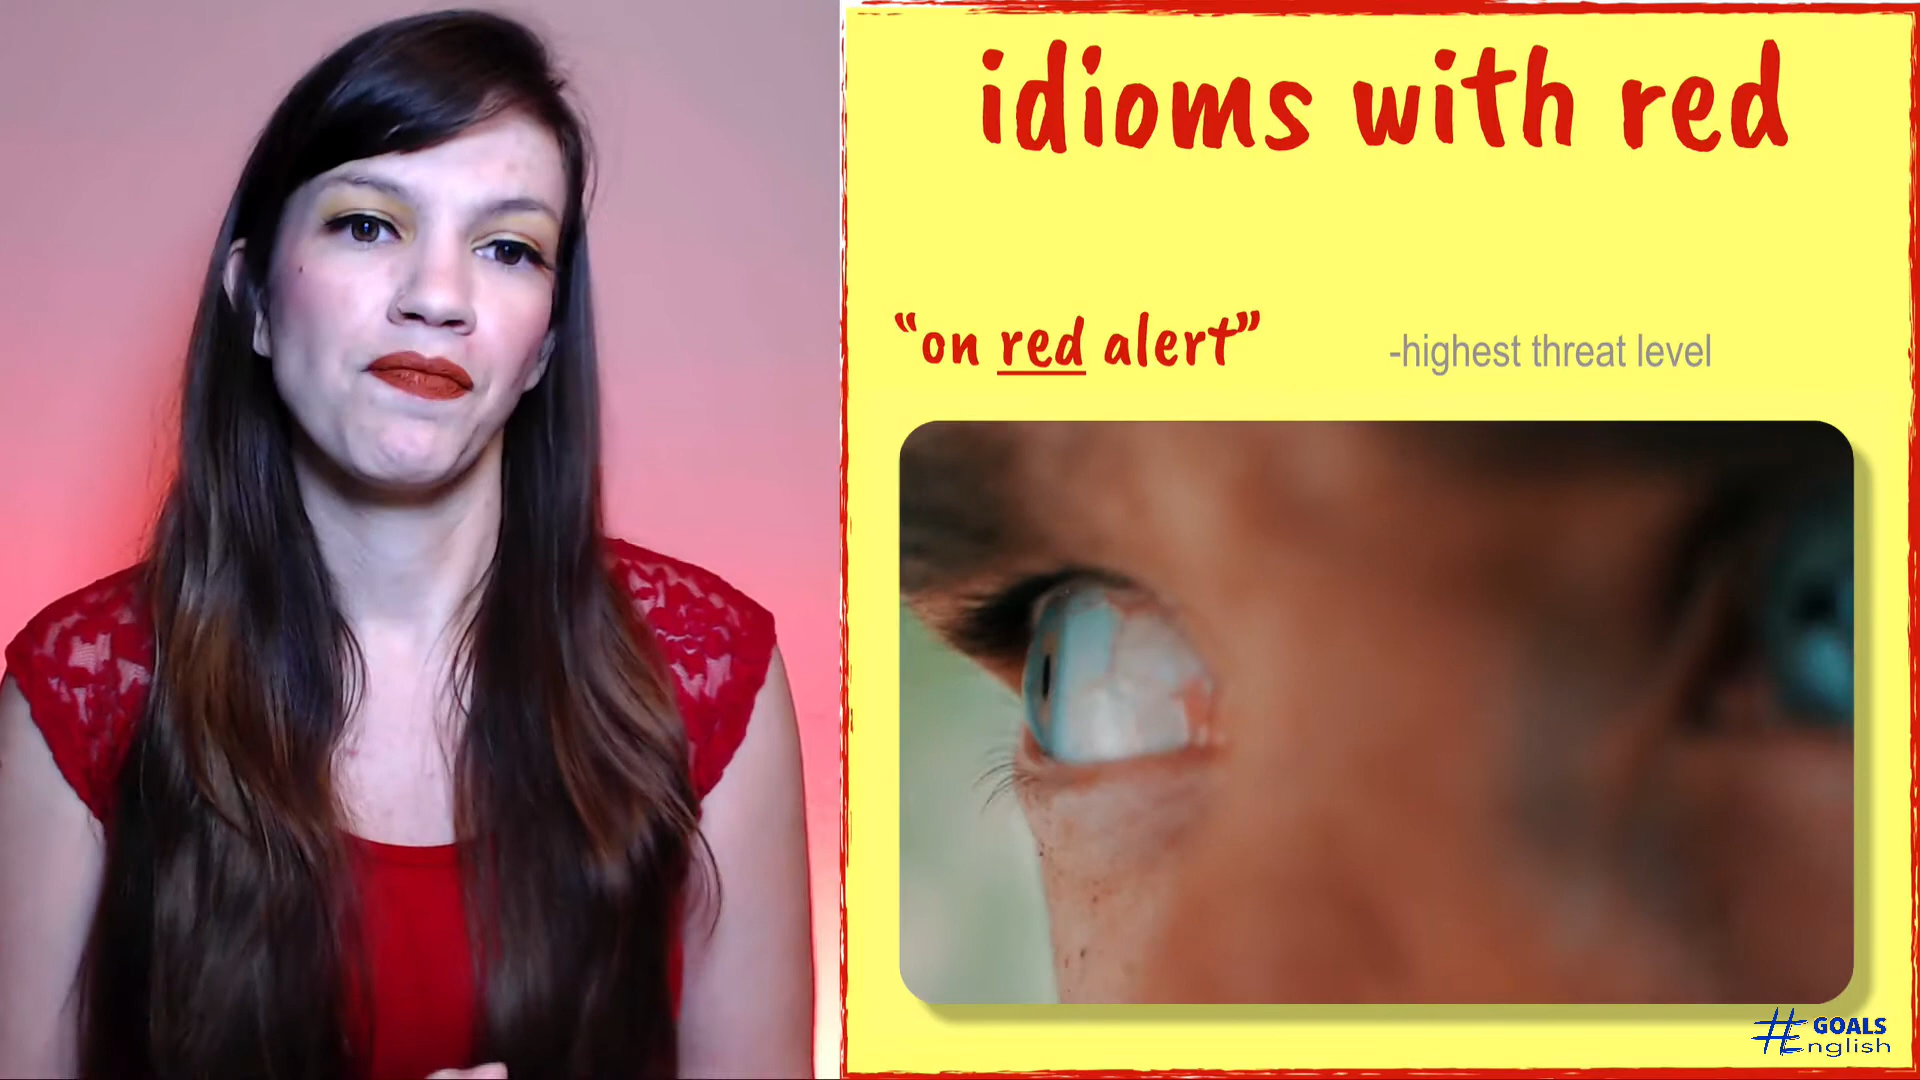 idioms with red
“on red alert”
-highest threat level
#GOALS
English